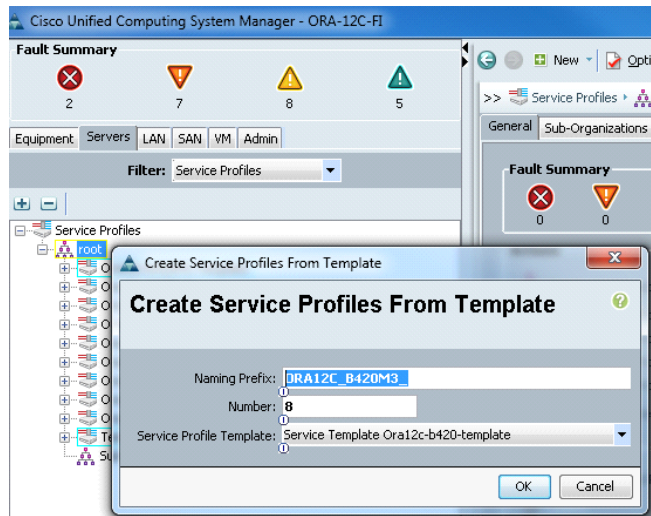 Cisco Unified Computing System Manager - ORA-12C-FI
Fault Summary
2 7 8 5
Equipment Servers LAN SAN VM Admin
Filter: Service Profiles
Service Profiles
root
New
>> Service Profiles
General Sub-Organizations
Fault Summary
0 0
Create Service Profiles From Template
Create Service Profiles From Template
Naming Prefix: ORA12C_B420M3_
Number: 8
Service Profile Template: Service Template Ora12c-b420-template
OK Cancel